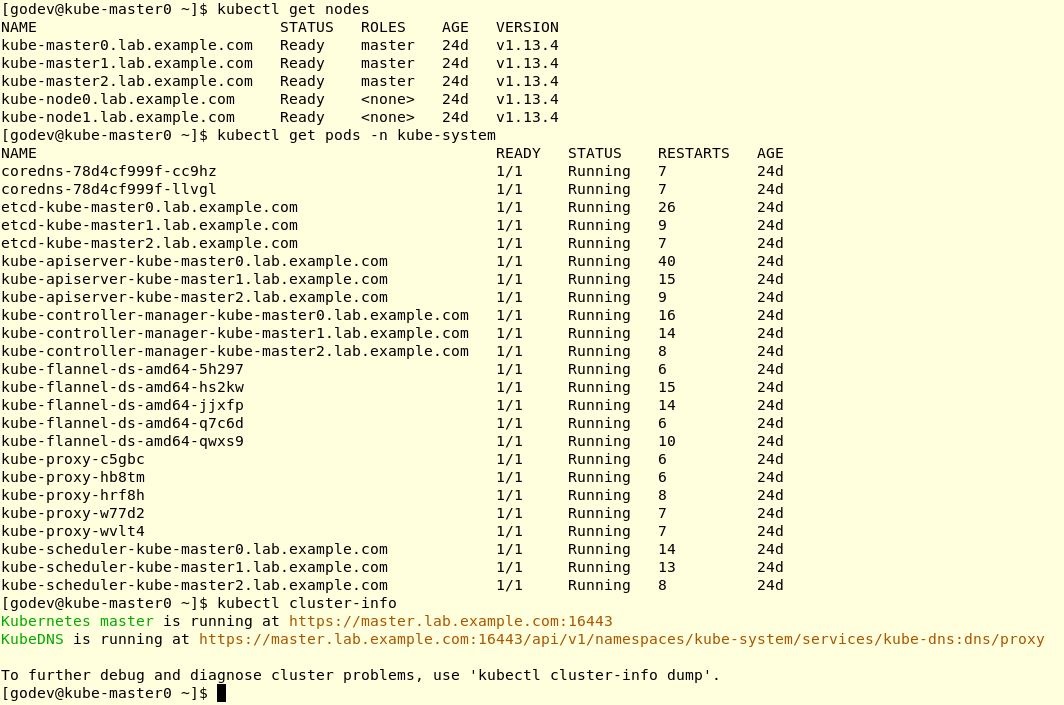 [godev@kube-master0 ~]$ kubectl get nodes
NAME                           STATUS   ROLES    AGE   VERSION
kube-master0.lab.example.com   Ready    master   24d   v1.13.4
kube-master1.lab.example.com   Ready    master   24d   v1.13.4
kube-master2.lab.example.com   Ready    master   24d   v1.13.4
kube-node0.lab.example.com     Ready    <none>   24d   v1.13.4
kube-node1.lab.example.com     Ready    <none>   24d   v1.13.4
[godev@kube-master0 ~]$ kubectl get pods -n kube-system
NAME                                                   READY   STATUS    RESTARTS   AGE
coredns-78d4cf999f-cc9hz                               1/1     Running   7          24d
coredns-78d4cf999f-llvgl                               1/1     Running   7          24d
etcd-kube-master0.lab.example.com                      1/1     Running   26         24d
etcd-kube-master1.lab.example.com                      1/1     Running   9          24d
etcd-kube-master2.lab.example.com                      1/1     Running   7          24d
kube-apiserver-kube-master0.lab.example.com            1/1     Running   40         24d
kube-apiserver-kube-master1.lab.example.com            1/1     Running   15         24d
kube-apiserver-kube-master2.lab.example.com            1/1     Running   9          24d
kube-controller-manager-kube-master0.lab.example.com   1/1     Running   16         24d
kube-controller-manager-kube-master1.lab.example.com   1/1     Running   14         24d
kube-controller-manager-kube-master2.lab.example.com   1/1     Running   8          24d
kube-flannel-ds-amd64-5h297                            1/1     Running   6          24d
kube-flannel-ds-amd64-hs2kw                            1/1     Running   15         24d
kube-flannel-ds-amd64-jjxfp                            1/1     Running   14         24d
kube-flannel-ds-amd64-q7c6d                            1/1     Running   6          24d
kube-flannel-ds-amd64-qwxs9                            1/1     Running   10         24d
kube-proxy-c5gbc                                       1/1     Running   6          24d
kube-proxy-hb8tm                                       1/1     Running   6          24d
kube-proxy-hrf8h                                       1/1     Running   8          24d
kube-proxy-w77d2                                       1/1     Running   7          24d
kube-proxy-wvlt4                                       1/1     Running   7          24d
kube-scheduler-kube-master0.lab.example.com            1/1     Running   14         24d
kube-scheduler-kube-master1.lab.example.com            1/1     Running   13         24d
kube-scheduler-kube-master2.lab.example.com            1/1     Running   8          24d
[godev@kube-master0 ~]$ kubectl cluster-info
Kubernetes master is running at https://master.lab.example.com:16443
KubeDNS is running at https://master.lab.example.com:16443/api/v1/namespaces/kube-system/services/kube-dns:dns/proxy

To further debug and diagnose cluster problems, use 'kubectl cluster-info dump'.
[godev@kube-master0 ~]$